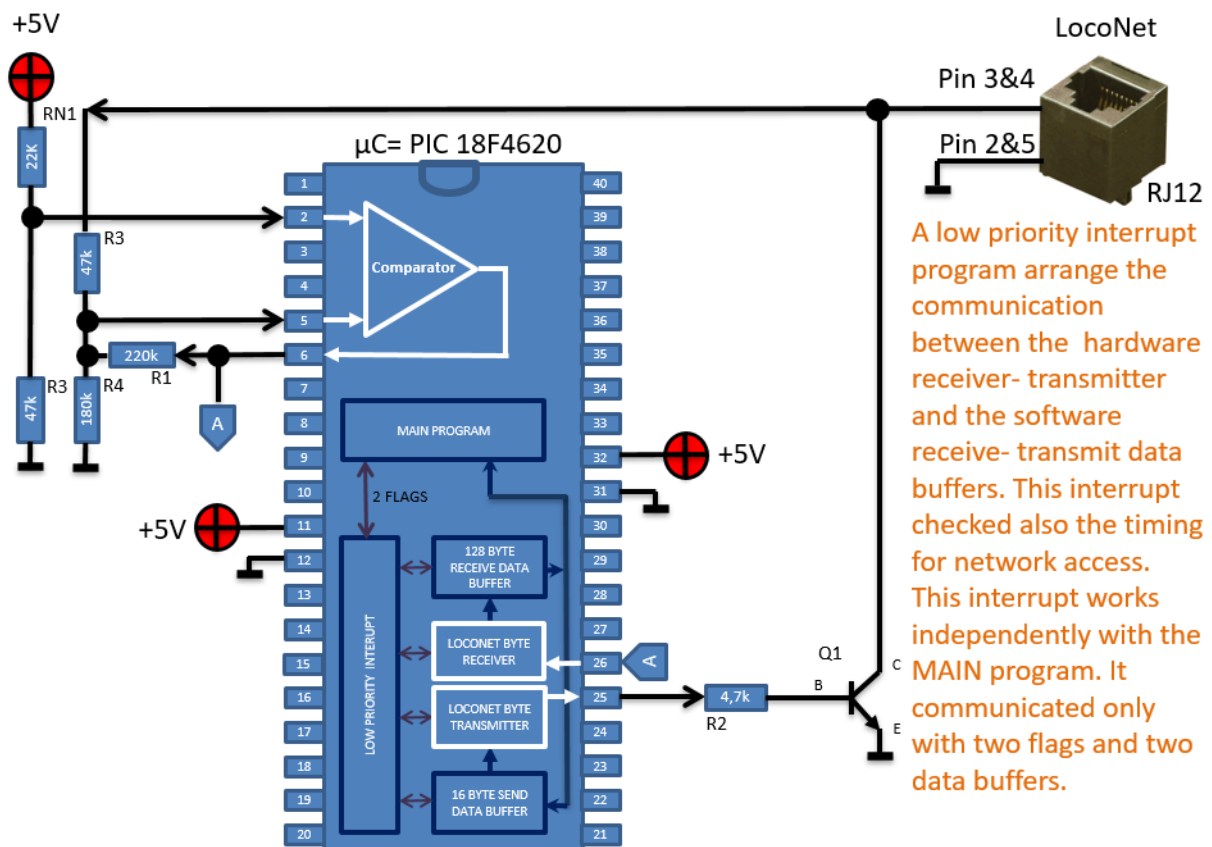 +5V
LocoNet
Pin 3&4
RN1
22K
µC= PIC 18F4620
Pin 2&5
RJ12
1
2
3
4
5
6
7
8
9
10
11
12
13
14
15
16
17
18
19
20
40
39
38
37
36
35
34
33
32
31
30
29
28
27
26
25
24
23
22
21
Comparator
R3
47k
220k
R1
R3
47k
R4
180k
A
MAIN PROGRAM
2 FLAGS
+5V
+5V
LOW PRIORITY INTERUPT
128 BYTE
RECEIVE DATA
BUFFER
LOCONET BYTE
RECEIVER
LOCONET BYTE
TRANSMITTER
16 BYTE SEND
DATA BUFFER
A
4,7k
R2
Q1
B
C
E
A low priority interrupt
program arrange the
communication
between the hardware
receiver- transmitter
and the software
receive- transmit data
buffers. This interrupt
checked also the timing
for network access.
This interrupt works
independently with the
MAIN program. It
communicated only
with two flags and two
data buffers.